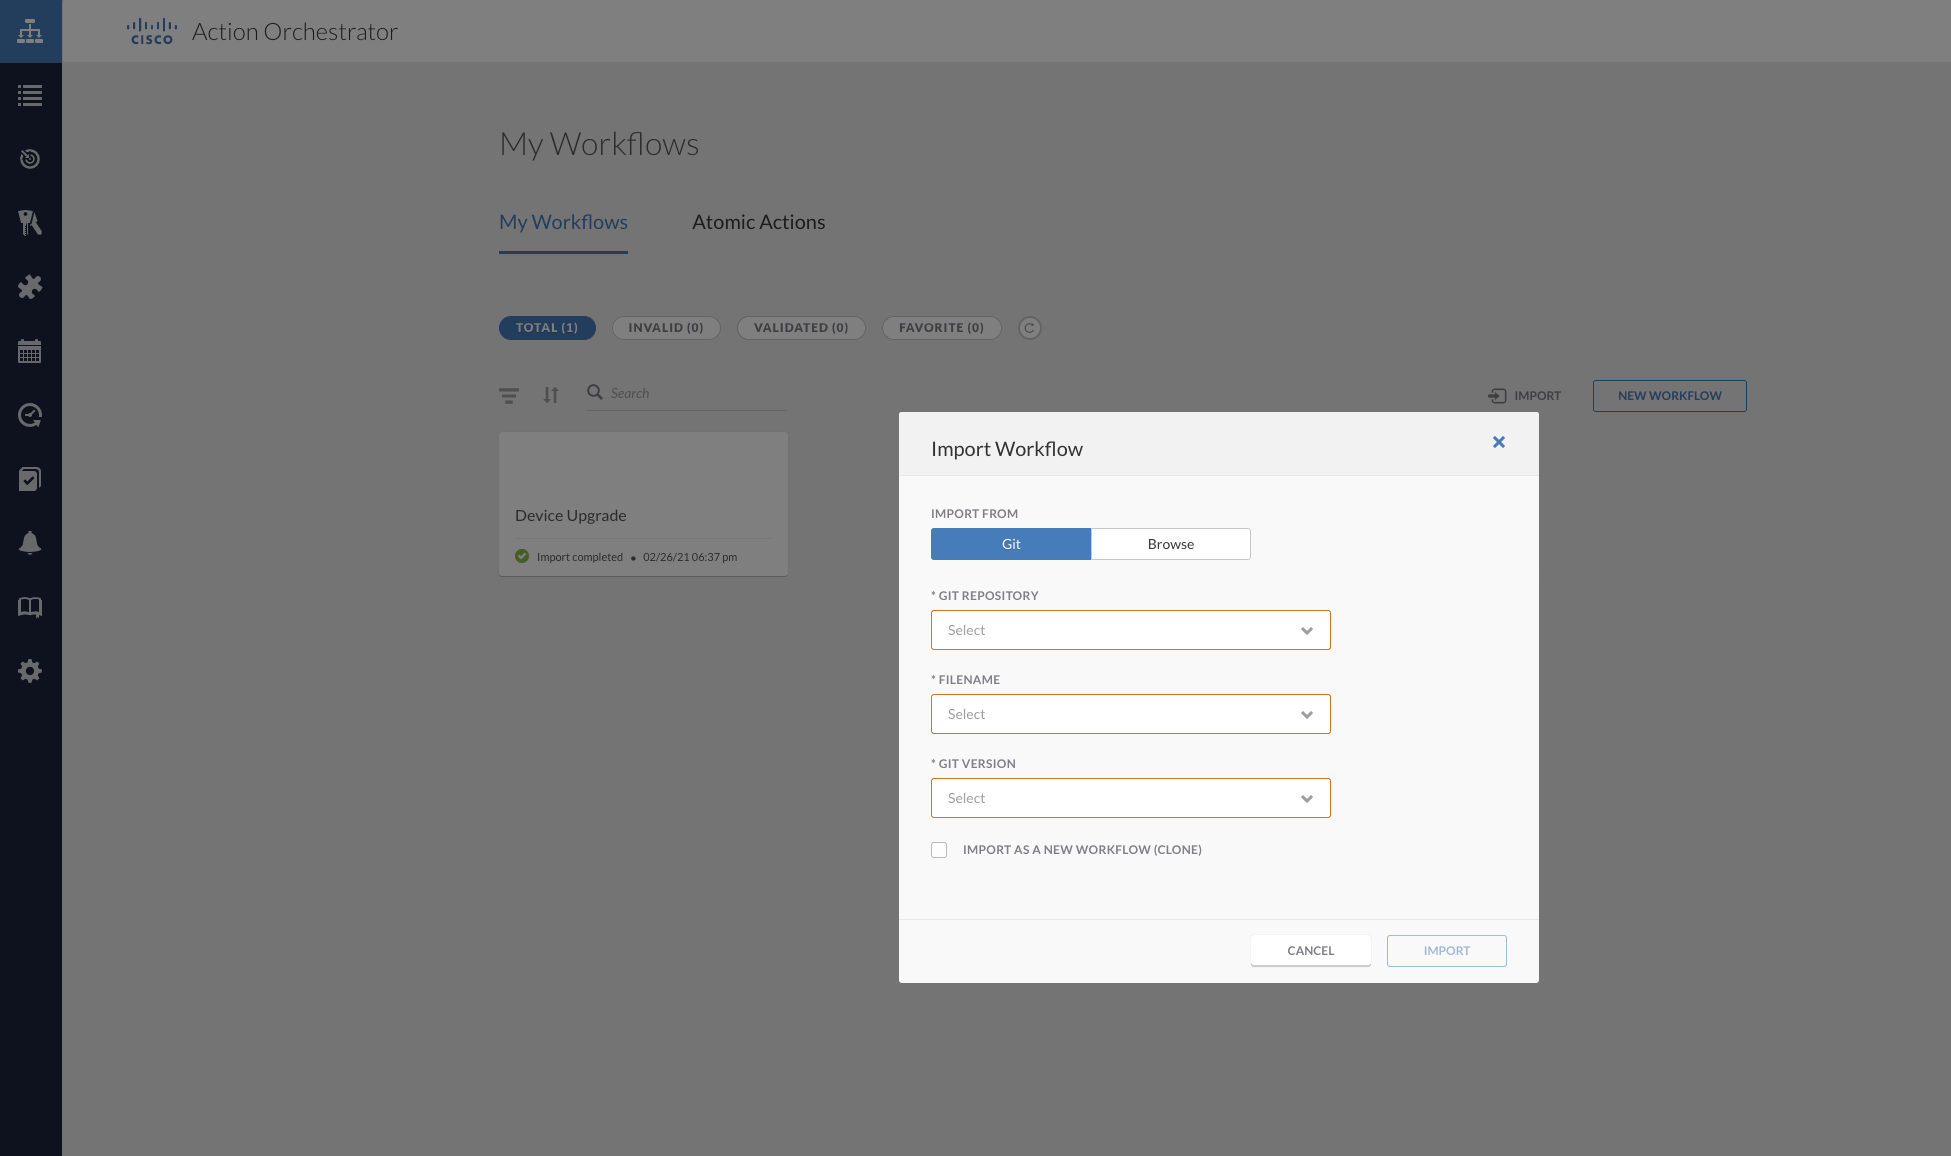 CISCO
Action Orchestrator
My Workflows
My Workflows
Atomic Actions
TOTAL (1)
INVALID (0)
VALIDATED (0)
FAVORITE (0)
Search
IMPORT
NEW WORKFLOW
Device Upgrade
Import completed • 02/26/21 06:37 pm
Import Workflow
IMPORT FROM
Git
Browse
* GIT REPOSITORY
Select
* FILENAME
Select
* GIT VERSION
Select
IMPORT AS A NEW WORKFLOW (CLONE)
CANCEL
IMPORT